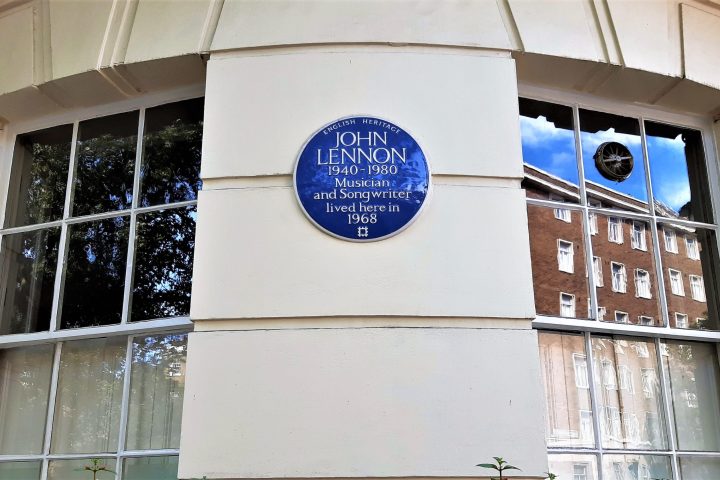 ENGLISH HERITAGE
JOHN
LENNON
1940-1980
Musician
and Songwriter
lived here in
1968